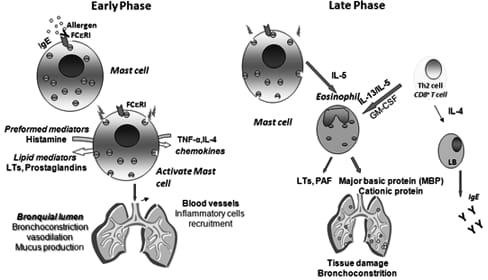 Early Phase
Allergen
FCεRI
IgE
Mast cell
FCεRI
Preformed mediators
Histamine
Lipid mediators
LTs, Prostaglandins
TNF-α,IL-4
chemokines
Activate Mast
cell
Blood vessels
Inflammatory cells
recruitment
Bronquial lumen
Bronchoconstriction
vasodilation
Mucus production
Late Phase
Mast cell
IL-5
Eosinophil
IL-13/IL-5
GM-CSF
Th2 cell
CD8⁺ T cell
IL-4
LB
IgE
LTs, PAF
Major basic protein (MBP)
Cationic protein
Tissue damage
Bronchoconstrition